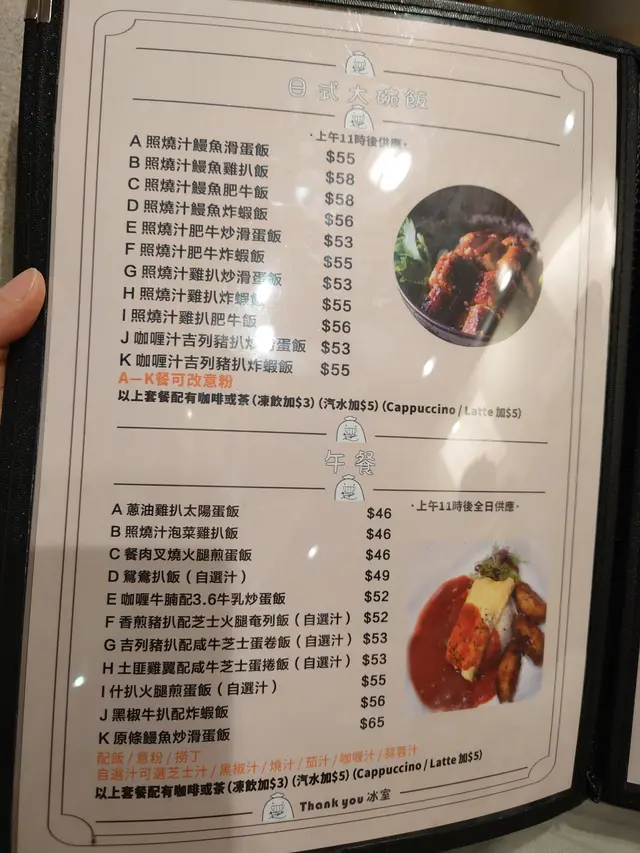 日式大碗飯
·上午11時後供應·
A 照燒汁鰻魚滑蛋飯 $55
B 照燒汁鰻魚雞扒飯 $58
C 照燒汁鰻魚肥牛飯 $58
D 照燒汁鰻魚炸蝦飯 $56
E 照燒汁肥牛炒滑蛋飯 $53
F 照燒汁肥牛炸蝦飯 $55
G 照燒汁雞扒炒滑蛋飯 $53
H 照燒汁雞扒炸蝦飯 $55
I 照燒汁雞扒肥牛飯 $56
J 咖喱汁吉列豬扒炒滑蛋飯 $53
K 咖喱汁吉列豬扒炸蝦飯 $55
A—K餐可改意粉
以上套餐配有咖啡或茶(凍飲加$3)(汽水加$5)(Cappuccino / Latte 加$5)
午餐
·上午11時後全日供應·
A 蔥油雞扒太陽蛋飯 $46
B 照燒汁泡菜雞扒飯 $46
C 餐肉叉燒火腿煎蛋飯 $46
D 鴛鴦扒飯(自選汁) $49
E 咖喱牛腩配3.6牛乳炒蛋飯 $52
F 香煎豬扒配芝士火腿奄列飯(自選汁) $52
G 吉列豬扒配咸牛芝士蛋卷飯(自選汁) $53
H 土匪雞翼配咸牛芝士蛋捲飯(自選汁) $53
I 什扒火腿煎蛋飯(自選汁) $55
J 黑椒牛扒配炸蝦飯 $56
K 原條鰻魚炒滑蛋飯 $65
配飯 / 意粉 / 撈丁
自選汁可選芝士汁 / 黑椒汁 / 燒汁 / 茄汁 / 咖喱汁 / 蒜蓉汁
以上套餐配有咖啡或茶(凍飲加$3)(汽水加$5)(Cappuccino / Latte 加$5)
Thank you 冰室